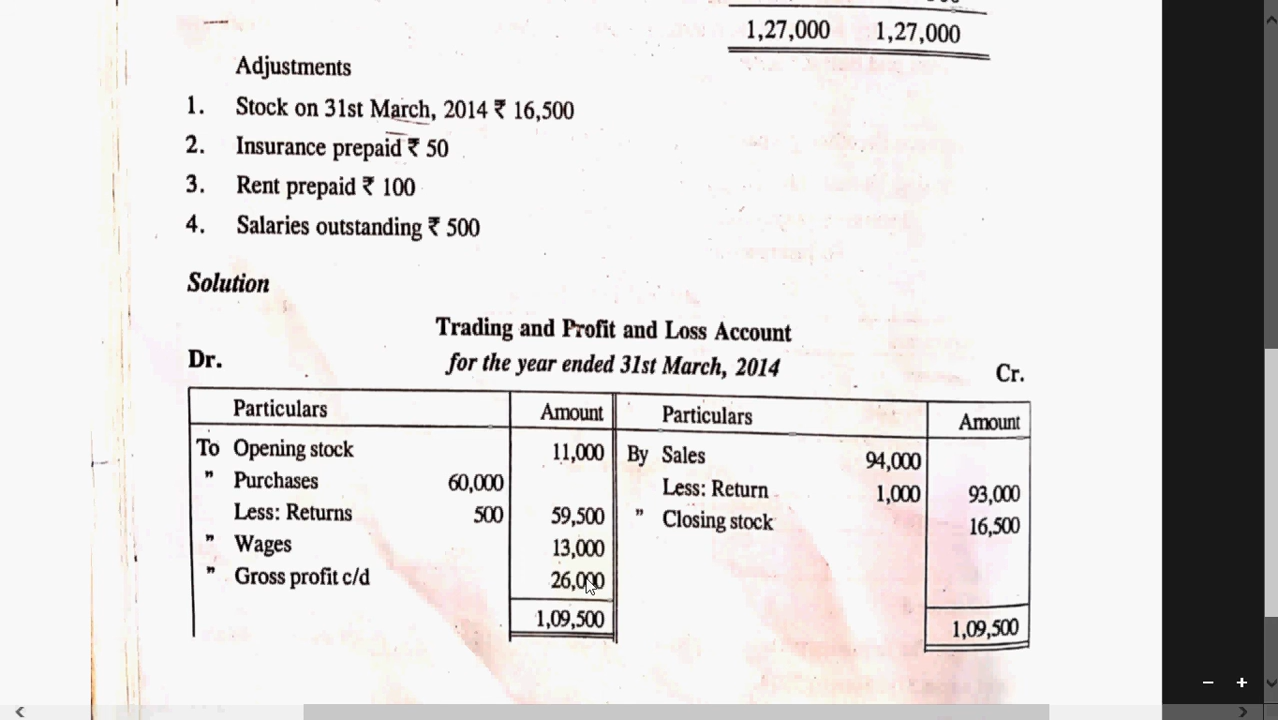 1,27,000 1,27,000
Adjustments
1. Stock on 31st March, 2014 ₹ 16,500
2. Insurance prepaid ₹ 50
3. Rent prepaid ₹ 100
4. Salaries outstanding ₹ 500
Solution
Trading and Profit and Loss Account
Dr. for the year ended 31st March, 2014 Cr.
Particulars Amount Particulars Amount
To Opening stock 11,000 By Sales 94,000
" Purchases 60,000 Less: Return 1,000 93,000
Less: Returns 500 59,500 " Closing stock 16,500
" Wages 13,000
" Gross profit c/d 26,000
1,09,500 1,09,500